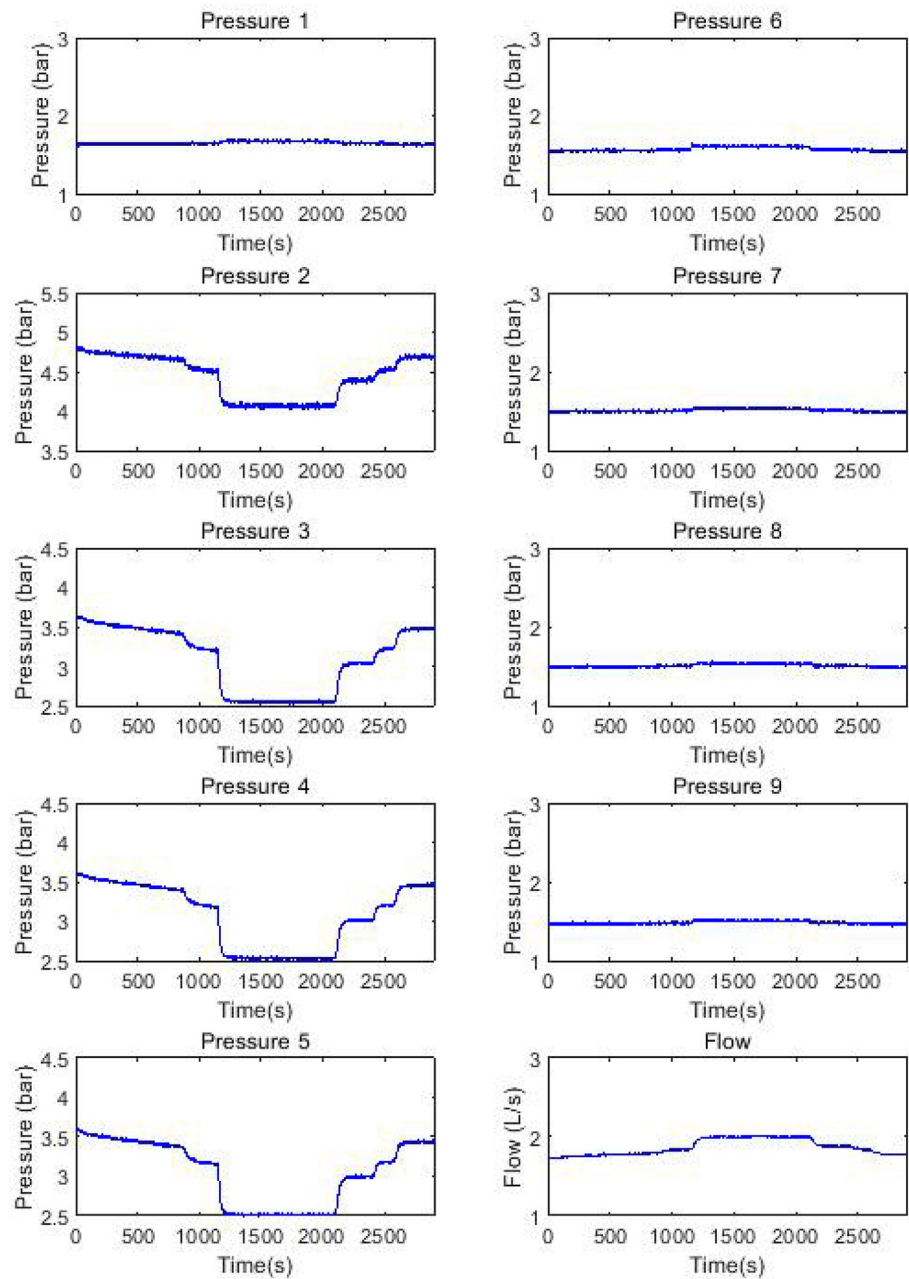 Pressure 1
Pressure (bar)
3
2
1
0 500 1000 1500 2000 2500
Time(s)
Pressure 6
Pressure (bar)
3
2
1
0 500 1000 1500 2000 2500
Time(s)
Pressure 2
Pressure (bar)
5.5
5
4.5
4
3.5
0 500 1000 1500 2000 2500
Time(s)
Pressure 7
Pressure (bar)
3
2
1
0 500 1000 1500 2000 2500
Time(s)
Pressure 3
Pressure (bar)
4.5
4
3.5
3
2.5
0 500 1000 1500 2000 2500
Time(s)
Pressure 8
Pressure (bar)
3
2
1
0 500 1000 1500 2000 2500
Time(s)
Pressure 4
Pressure (bar)
4.5
4
3.5
3
2.5
0 500 1000 1500 2000 2500
Time(s)
Pressure 9
Pressure (bar)
3
2
1
0 500 1000 1500 2000 2500
Time(s)
Pressure 5
Pressure (bar)
4.5
4
3.5
3
2.5
0 500 1000 1500 2000 2500
Time(s)
Flow
Flow (L/s)
3
2
1
0 500 1000 1500 2000 2500
Time(s)